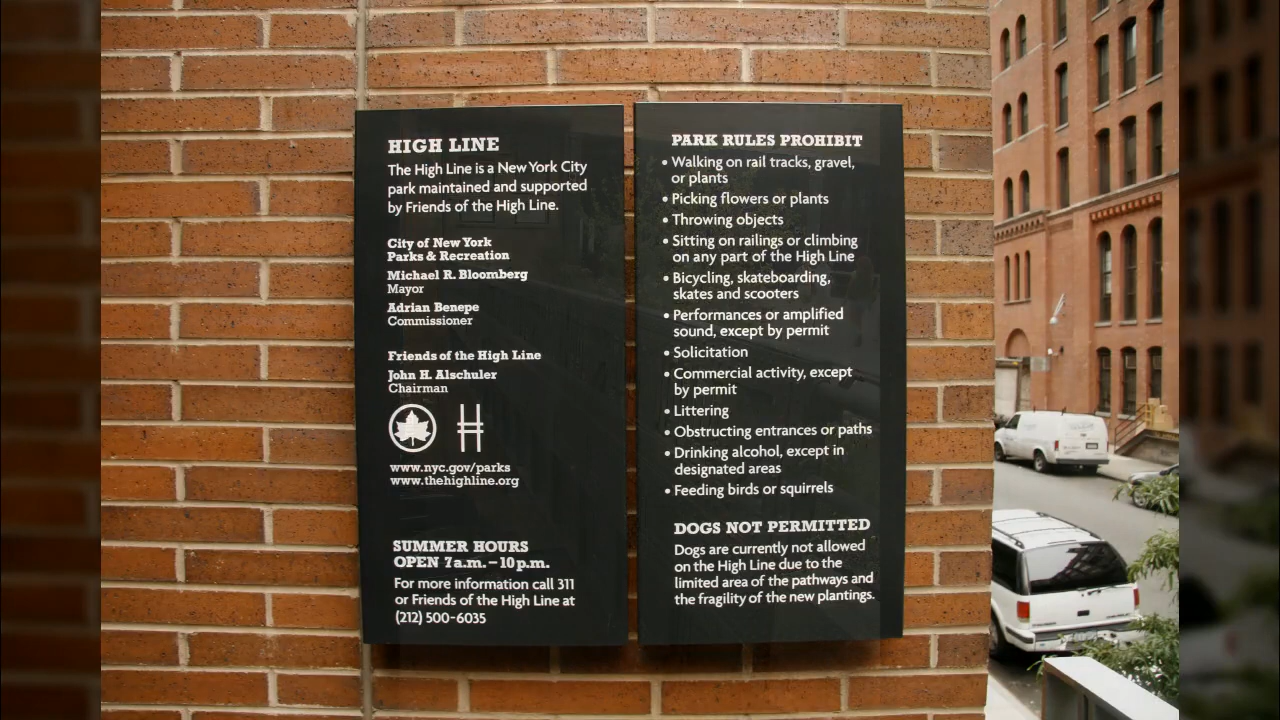 HIGH LINE
The High Line is a New York City
park maintained and supported
by Friends of the High Line.
City of New York
Parks & Recreation
Michael R. Bloomberg
Mayor
Adrian Benepe
Commissioner
Friends of the High Line
John H. Alschuler
Chairman
www.nyc.gov/parks
www.thehighline.org
SUMMER HOURS
OPEN 7a.m. – 10p.m.
For more information call 311
or Friends of the High Line at
(212) 500-6035
PARK RULES PROHIBIT
• Walking on rail tracks, gravel,
or plants
• Picking flowers or plants
• Throwing objects
• Sitting on railings or climbing
on any part of the High Line
• Bicycling, skateboarding,
skates and scooters
• Performances or amplified
sound, except by permit
• Solicitation
• Commercial activity, except
by permit
• Littering
• Obstructing entrances or paths
• Drinking alcohol, except in
designated areas
• Feeding birds or squirrels
DOGS NOT PERMITTED
Dogs are currently not allowed
on the High Line due to the
limited area of the pathways and
the fragility of the new plantings.